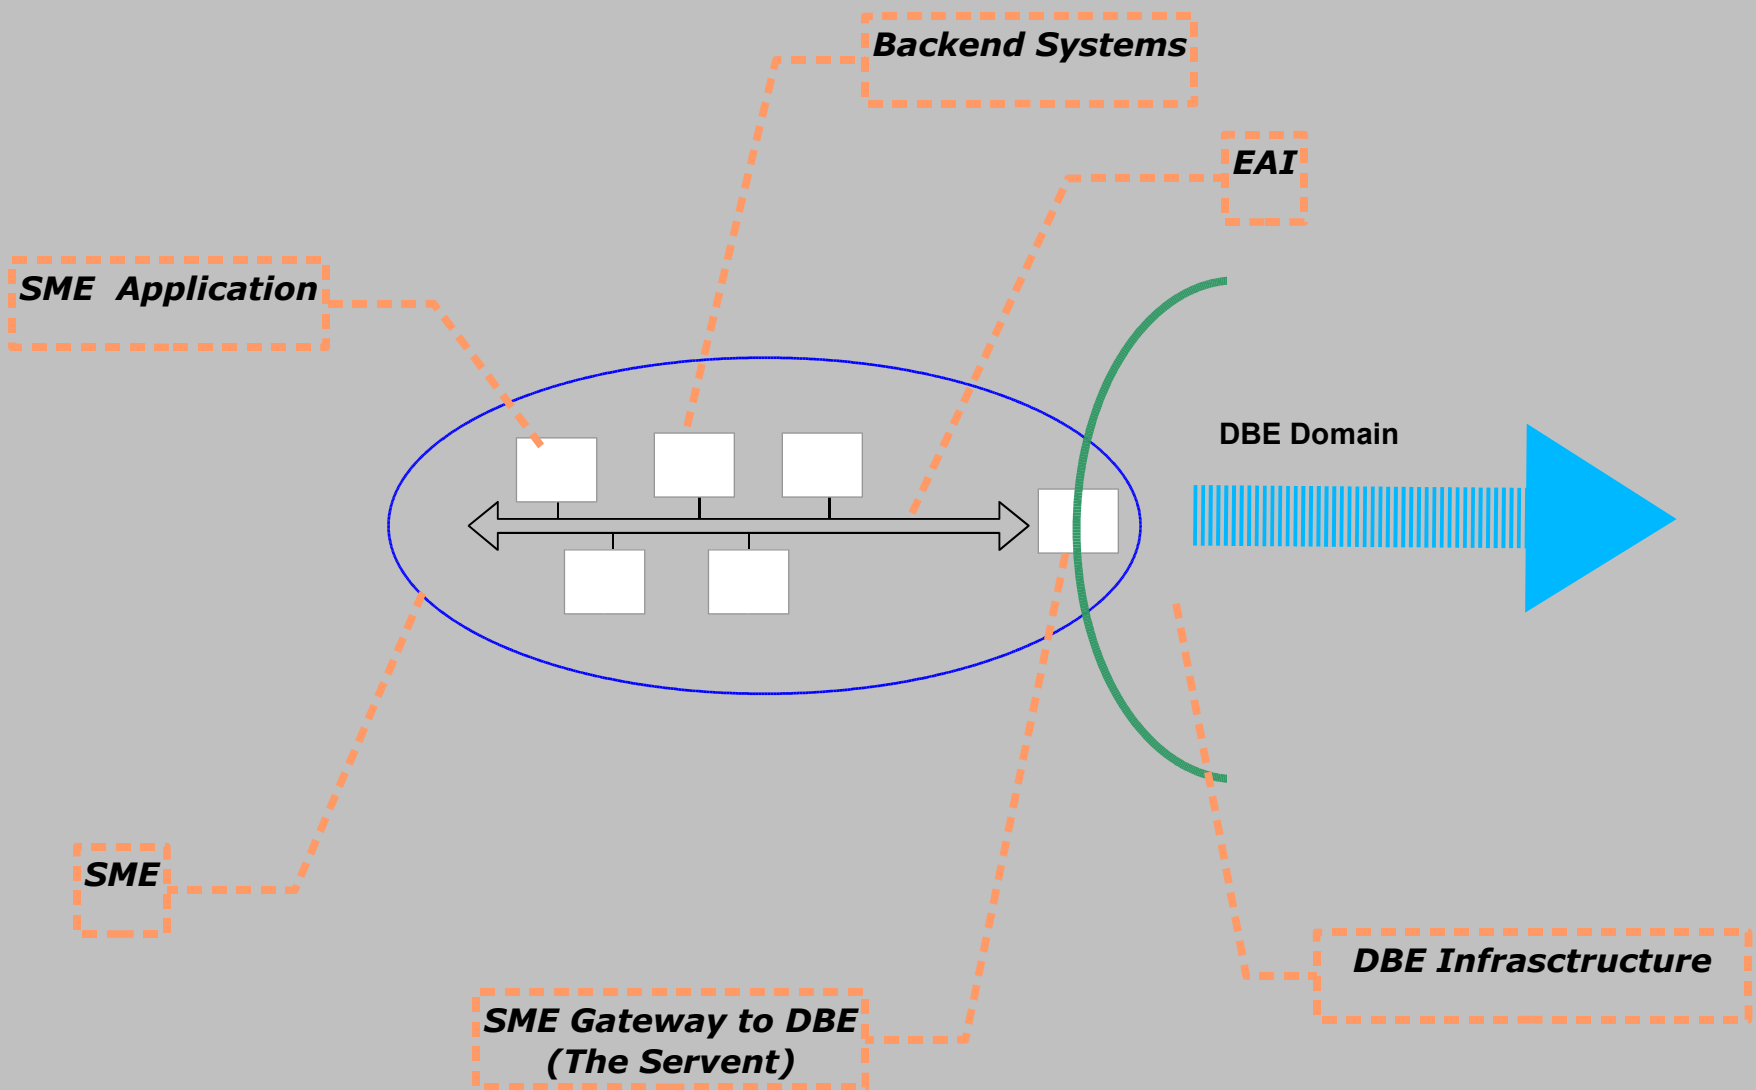 Backend Systems
EAI
SME Application
DBE Domain
SME
DBE Infrasctructure
SME Gateway to DBE
(The Servent)